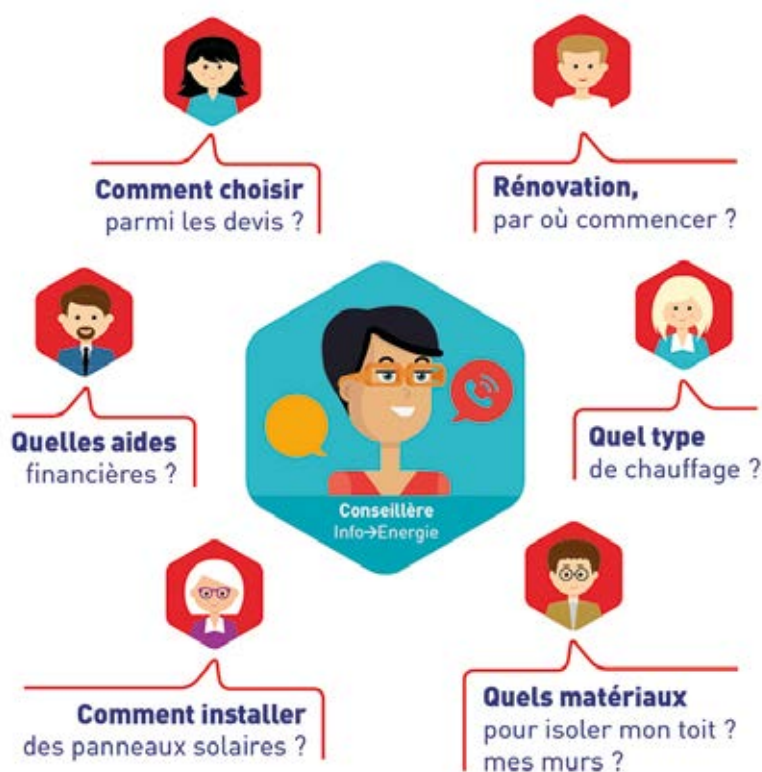 Comment choisir
parmi les devis ?
Rénovation,
par où commencer ?
Quelles aides
financières ?
Quel type
de chauffage ?
Conseillère
Info→Energie
Comment installer
des panneaux solaires ?
Quels matériaux
pour isoler mon toit ?
mes murs ?